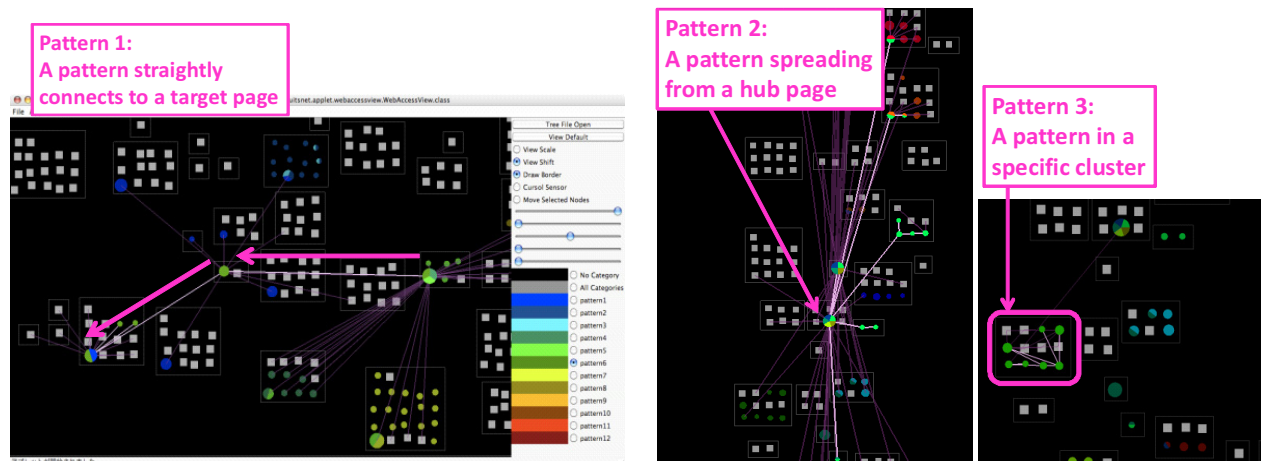 Pattern 1:
A pattern straightly
connects to a target page
uitsnet.applet.webaccessview.WebAccessView.class
File
Tree File Open
View Default
View Scale
View Shift
Draw Border
Cursol Sensor
Move Selected Nodes
No Category
All Categories
pattern1
pattern2
pattern3
pattern4
pattern5
pattern6
pattern7
pattern8
pattern9
pattern10
pattern11
pattern12
Pattern 2:
A pattern spreading
from a hub page
Pattern 3:
A pattern in a
specific cluster